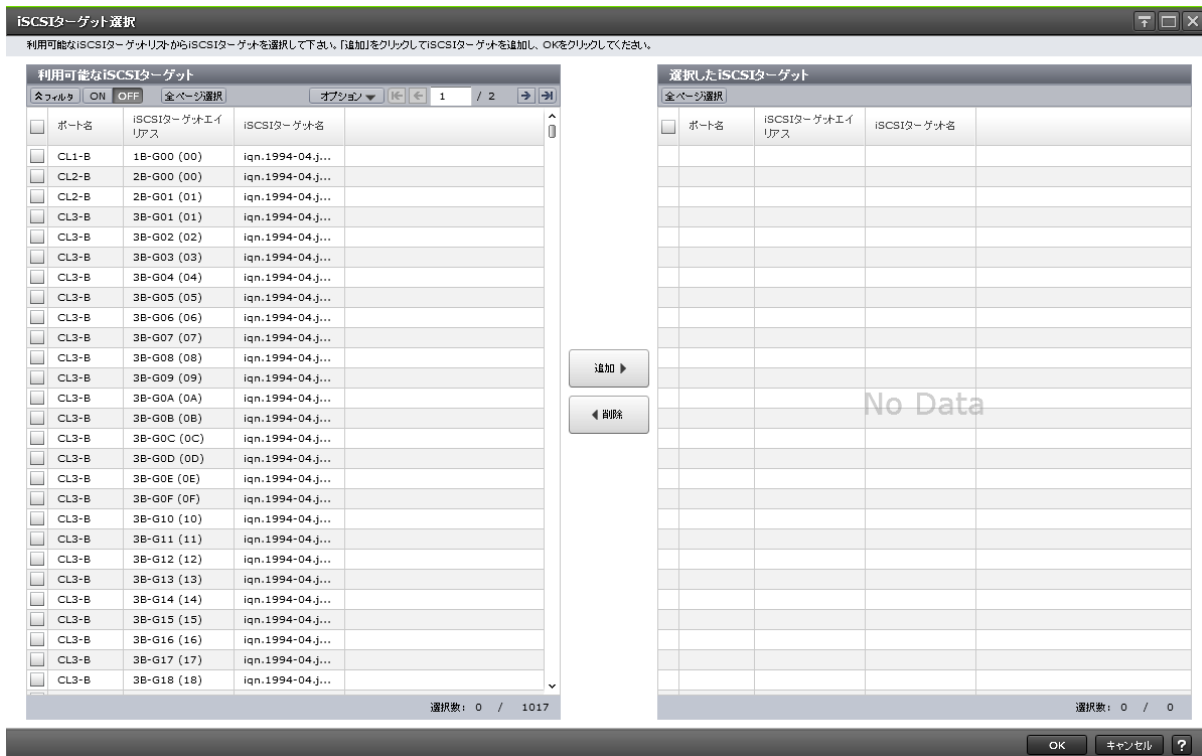 iSCSIターゲット選択
利用可能なiSCSIターゲットリストからiSCSIターゲットを選択して下さい。「追加」をクリックしてiSCSIターゲットを追加し、OKをクリックしてください。
利用可能なiSCSIターゲット
フィルタ ON OFF 全ページ選択 オプション 1 / 2
ポート名 iSCSIターゲットエイリアス iSCSIターゲット名
CL1-B 1B-G00 (00) iqn.1994-04.j...
CL2-B 2B-G00 (00) iqn.1994-04.j...
CL2-B 2B-G01 (01) iqn.1994-04.j...
CL3-B 3B-G01 (01) iqn.1994-04.j...
CL3-B 3B-G02 (02) iqn.1994-04.j...
CL3-B 3B-G03 (03) iqn.1994-04.j...
CL3-B 3B-G04 (04) iqn.1994-04.j...
CL3-B 3B-G05 (05) iqn.1994-04.j...
CL3-B 3B-G06 (06) iqn.1994-04.j...
CL3-B 3B-G07 (07) iqn.1994-04.j...
CL3-B 3B-G08 (08) iqn.1994-04.j...
CL3-B 3B-G09 (09) iqn.1994-04.j...
CL3-B 3B-G0A (0A) iqn.1994-04.j...
CL3-B 3B-G0B (0B) iqn.1994-04.j...
CL3-B 3B-G0C (0C) iqn.1994-04.j...
CL3-B 3B-G0D (0D) iqn.1994-04.j...
CL3-B 3B-G0E (0E) iqn.1994-04.j...
CL3-B 3B-G0F (0F) iqn.1994-04.j...
CL3-B 3B-G10 (10) iqn.1994-04.j...
CL3-B 3B-G11 (11) iqn.1994-04.j...
CL3-B 3B-G12 (12) iqn.1994-04.j...
CL3-B 3B-G13 (13) iqn.1994-04.j...
CL3-B 3B-G14 (14) iqn.1994-04.j...
CL3-B 3B-G15 (15) iqn.1994-04.j...
CL3-B 3B-G16 (16) iqn.1994-04.j...
CL3-B 3B-G17 (17) iqn.1994-04.j...
CL3-B 3B-G18 (18) iqn.1994-04.j...
選択数: 0 / 1017
追加
削除
選択したiSCSIターゲット
全ページ選択
ポート名 iSCSIターゲットエイリアス iSCSIターゲット名
No Data
選択数: 0 / 0
OK キャンセル ?